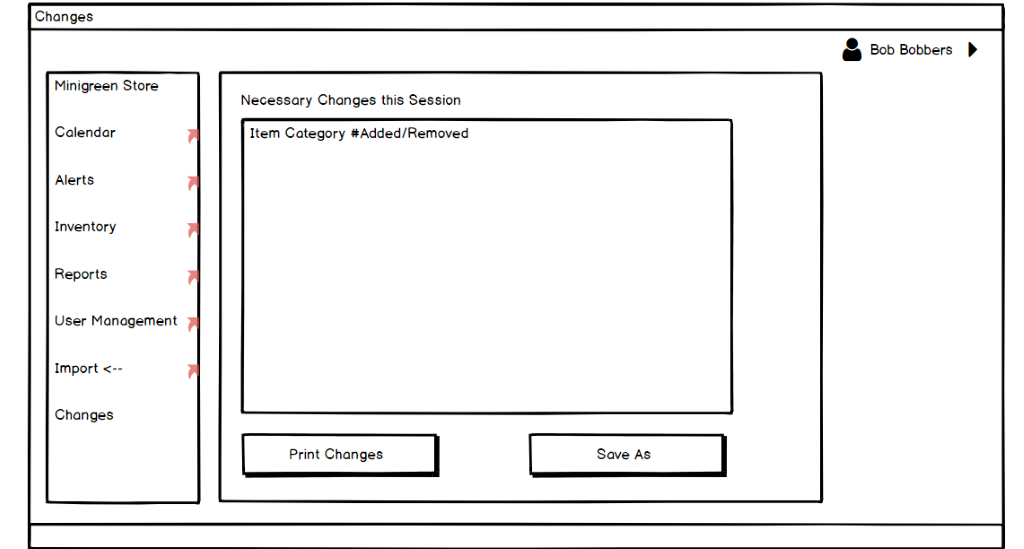 Changes
Bob Bobbers
Minigreen Store
Calendar
Alerts
Inventory
Reports
User Management
Import <--
Changes
Necessary Changes this Session
Item Category #Added/Removed
Print Changes
Save As